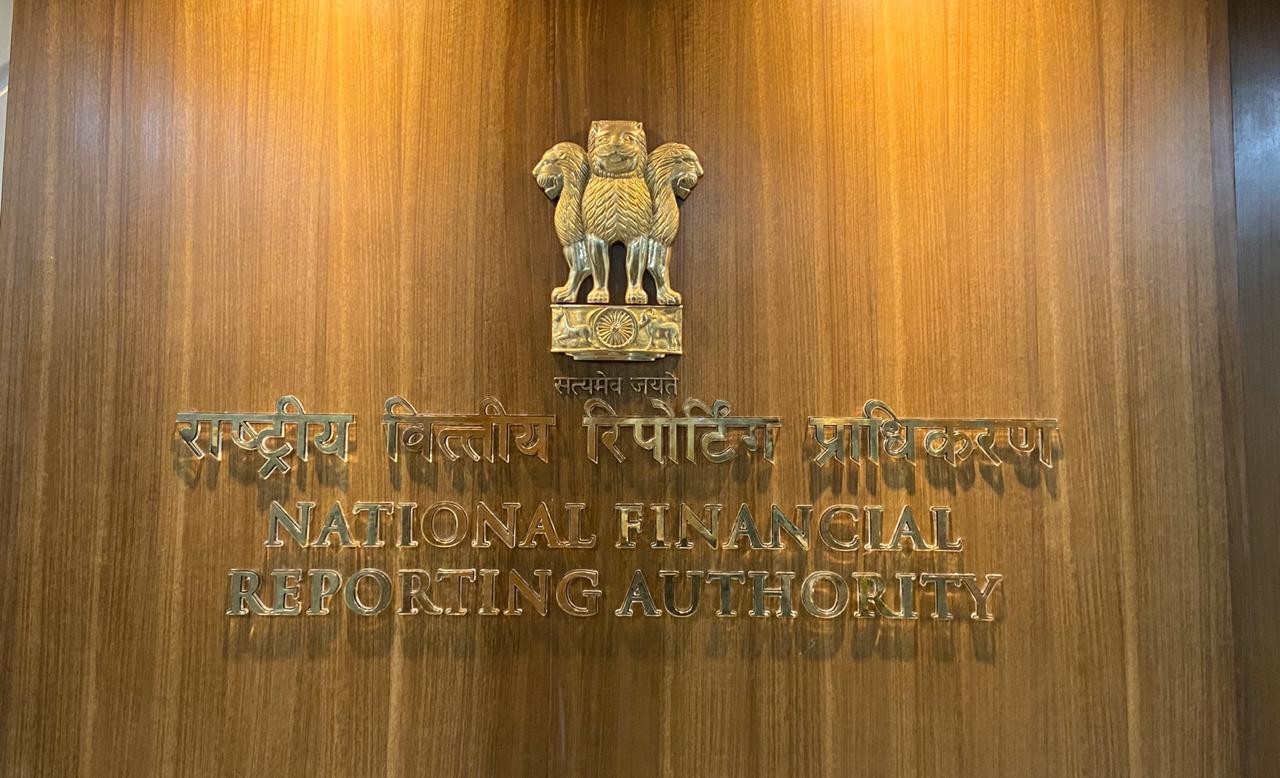 सत्यमेव जयते
राष्ट्रीय वित्तीय रिपोर्टिंग प्राधिकरण
NATIONAL FINANCIAL
REPORTING AUTHORITY